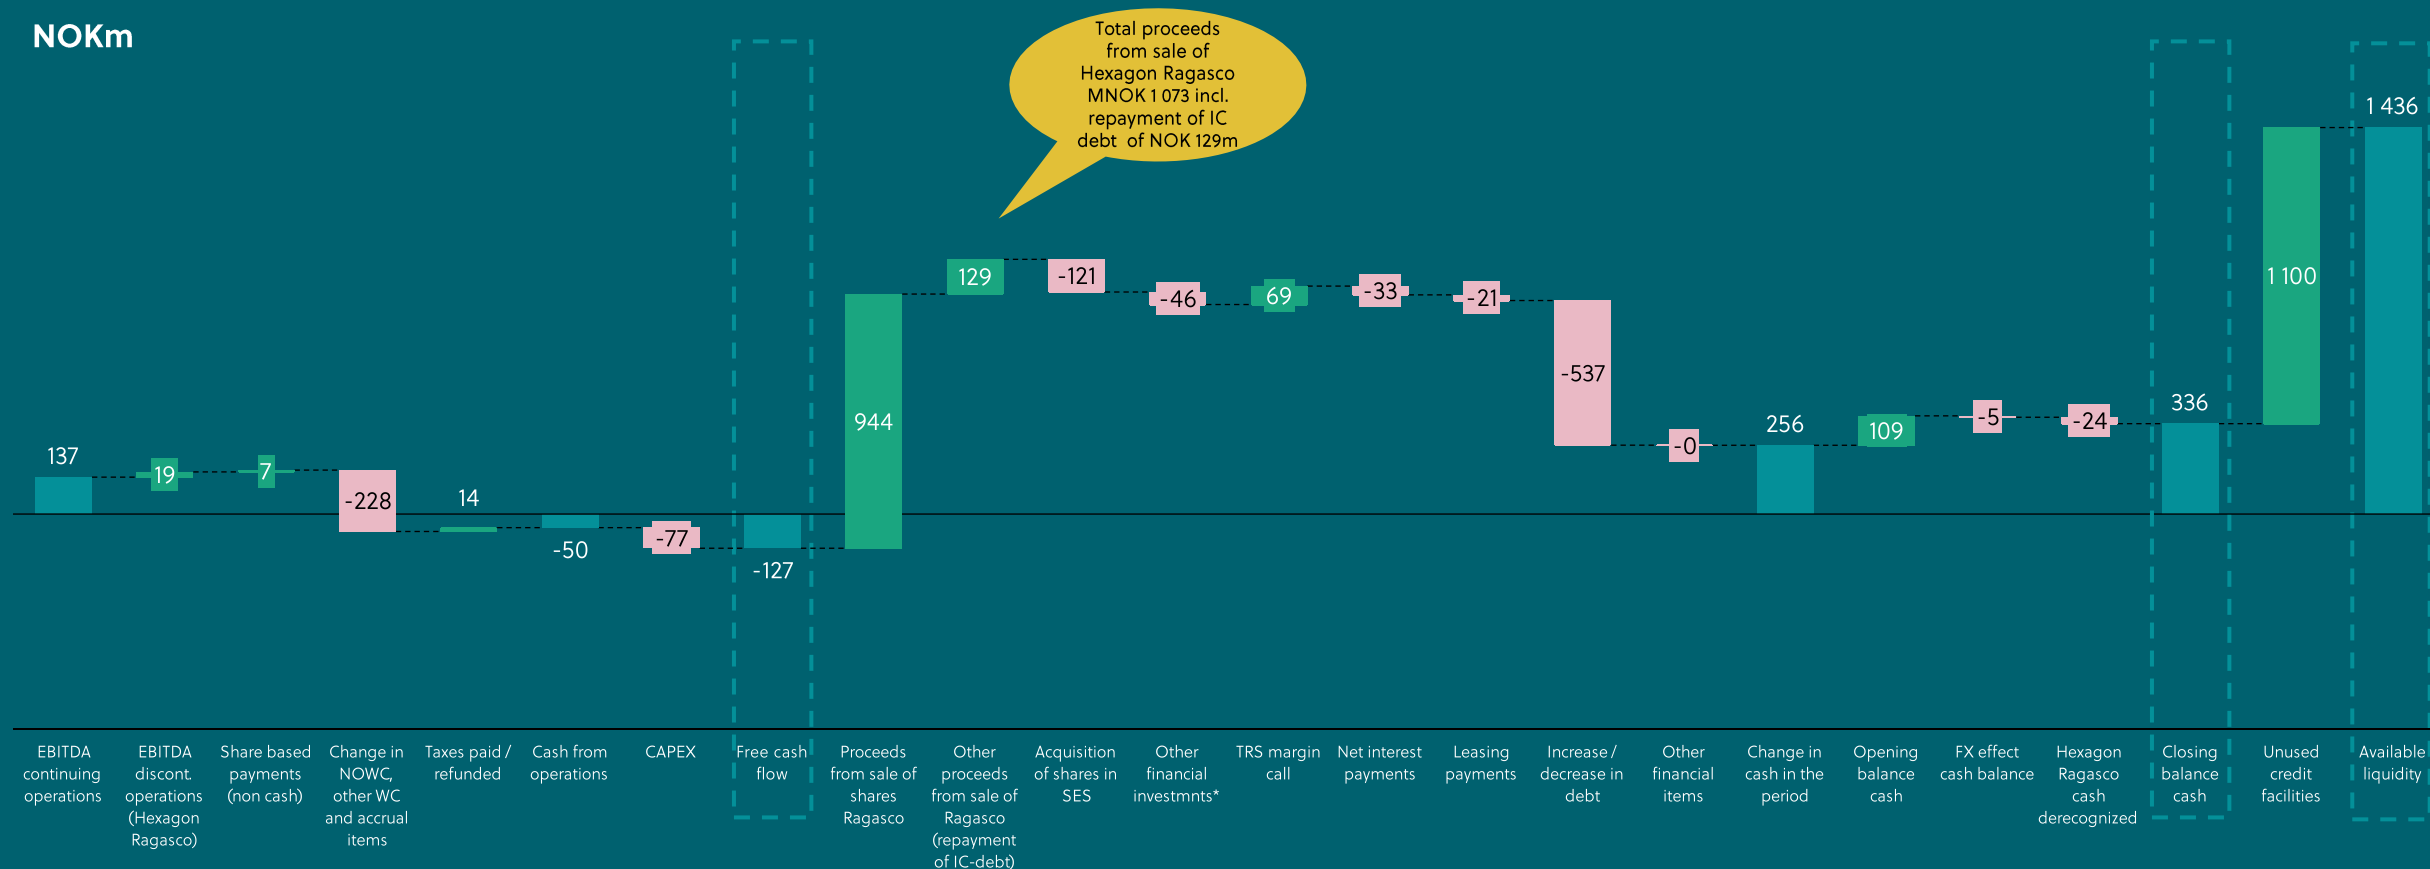 NOKm
Total proceeds
from sale of
Hexagon Ragasco
MNOK 1 073 incl.
repayment of IC
debt of NOK 129m
137
19
7
-228
14
-50
-77
-127
944
129
-121
-46
69
-33
-21
-537
-0
256
109
-5
-24
336
1 100
1 436
EBITDA
continuing
operations
EBITDA
discont.
operations
(Hexagon
Ragasco)
Share based
payments
(non cash)
Change in
NOWC,
other WC
and accrual
items
Taxes paid /
refunded
Cash from
operations
CAPEX
Free cash
flow
Proceeds
from sale of
shares
Ragasco
Other
proceeds
from sale of
Ragasco
(repayment
of IC-debt)
Acquisition
of shares in
SES
Other
financial
investmnts*
TRS margin
call
Net interest
payments
Leasing
payments
Increase /
decrease in
debt
Other
financial
items
Change in
cash in the
period
Opening
balance
cash
FX effect
cash balance
Hexagon
Ragasco
cash
derecognized
Closing
balance
cash
Unused
credit
facilities
Available
liquidity